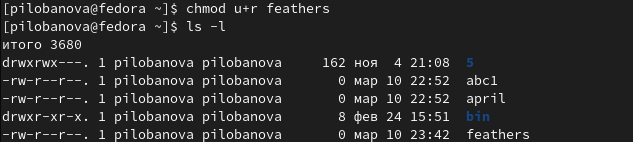 [pilobanova@fedora ~]$ chmod u+r feathers
[pilobanova@fedora ~]$ ls -l
итого 3680
drwxrwx---. 1 pilobanova pilobanova     162 ноя  4 21:08  5
-rw-r--r--. 1 pilobanova pilobanova       0 мар 10 22:52  abc1
-rw-r--r--. 1 pilobanova pilobanova       0 мар 10 22:52  april
drwxr-xr-x. 1 pilobanova pilobanova       8 фев 24 15:51  bin
-rw-r--r--. 1 pilobanova pilobanova       0 мар 10 23:42  feathers